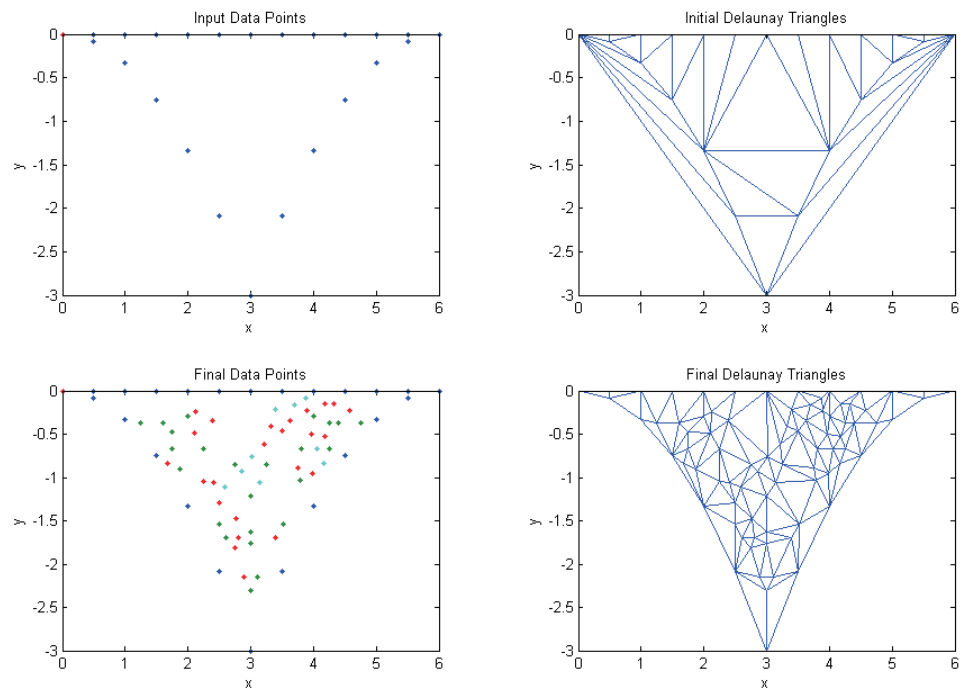 Input Data Points
0
-0.5
-1
-1.5
-2
-2.5
-3
y
0 1 2 3 4 5 6
x
Initial Delaunay Triangles
0
-0.5
-1
-1.5
-2
-2.5
-3
y
0 1 2 3 4 5 6
x
Final Data Points
0
-0.5
-1
-1.5
-2
-2.5
-3
y
0 1 2 3 4 5 6
x
Final Delaunay Triangles
0
-0.5
-1
-1.5
-2
-2.5
-3
y
0 1 2 3 4 5 6
x